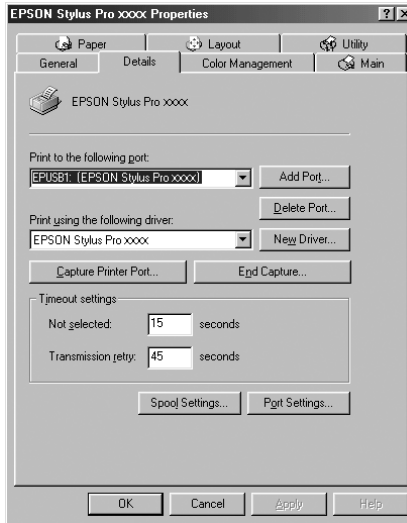 EPSON Stylus Pro xxxx Properties ? x
Paper Layout Utility
General Details Color Management Main
EPSON Stylus Pro xxxx
Print to the following port:
EPUSB1: (EPSON Stylus Pro xxxx) Add Port...
Delete Port...
Print using the following driver:
EPSON Stylus Pro xxxx New Driver...
Capture Printer Port... End Capture...
Timeout settings
Not selected: 15 seconds
Transmission retry: 45 seconds
Spool Settings... Port Settings...
OK Cancel Apply Help